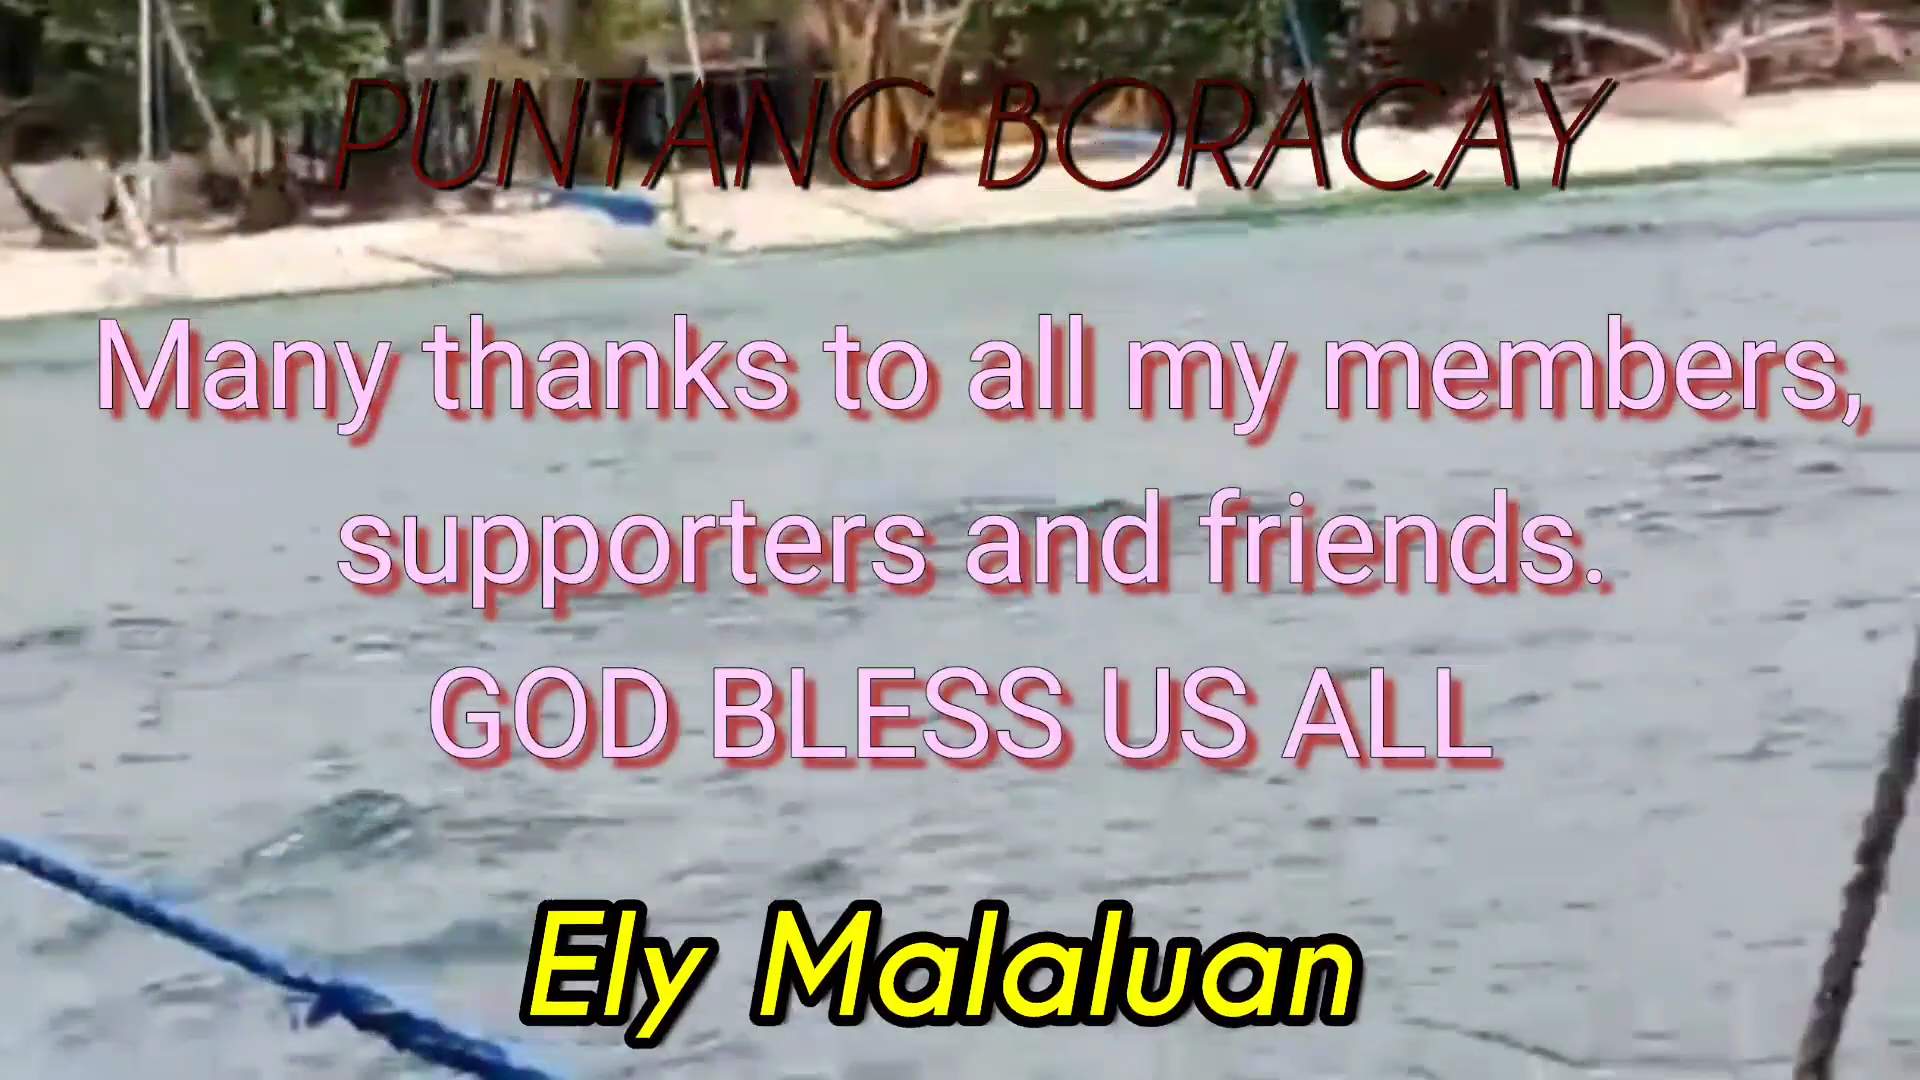 PUNTANG BORACAY
Many thanks to all my members,
supporters and friends.
GOD BLESS US ALL
Ely Malaluan